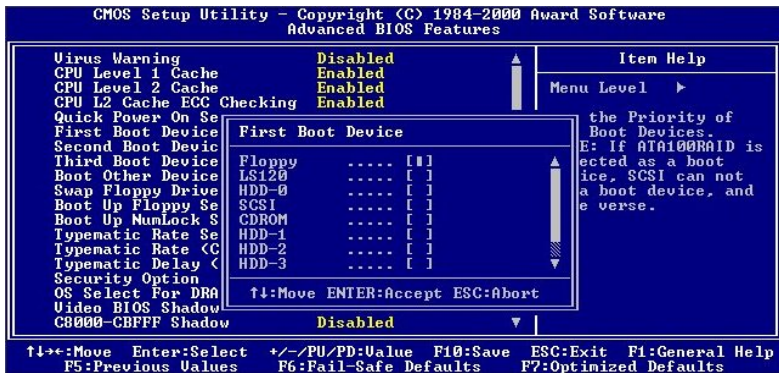 CMOS Setup Utility - Copyright (C) 1984-2000 Award Software
Advanced BIOS Features
Virus Warning Disabled
CPU Level 1 Cache Enabled
CPU Level 2 Cache Enabled
CPU L2 Cache ECC Checking Enabled
Quick Power On Se
First Boot Device
Second Boot Devic
Third Boot Device
Boot Other Device
Swap Floppy Drive
Boot Up Floppy Se
Boot Up NumLock S
Typematic Rate Se
Typematic Rate (C
Typematic Delay (
Security Option
OS Select For DRA
Video BIOS Shadow
C8000-CBFFF Shadow Disabled
First Boot Device
Floppy ..... [▮]
LS120 ..... [ ]
HDD-0 ..... [ ]
SCSI ..... [ ]
CDROM ..... [ ]
HDD-1 ..... [ ]
HDD-2 ..... [ ]
HDD-3 ..... [ ]
↑↓:Move ENTER:Accept ESC:Abort
Item Help
Menu Level ▶
the Priority of
Boot Devices.
E: If ATA100RAID is
ected as a boot
ice, SCSI can not
a boot device, and
e verse.
↑↓→←:Move Enter:Select +/-/PU/PD:Value F10:Save ESC:Exit F1:General Help
F5:Previous Values F6:Fail-Safe Defaults F7:Optimized Defaults